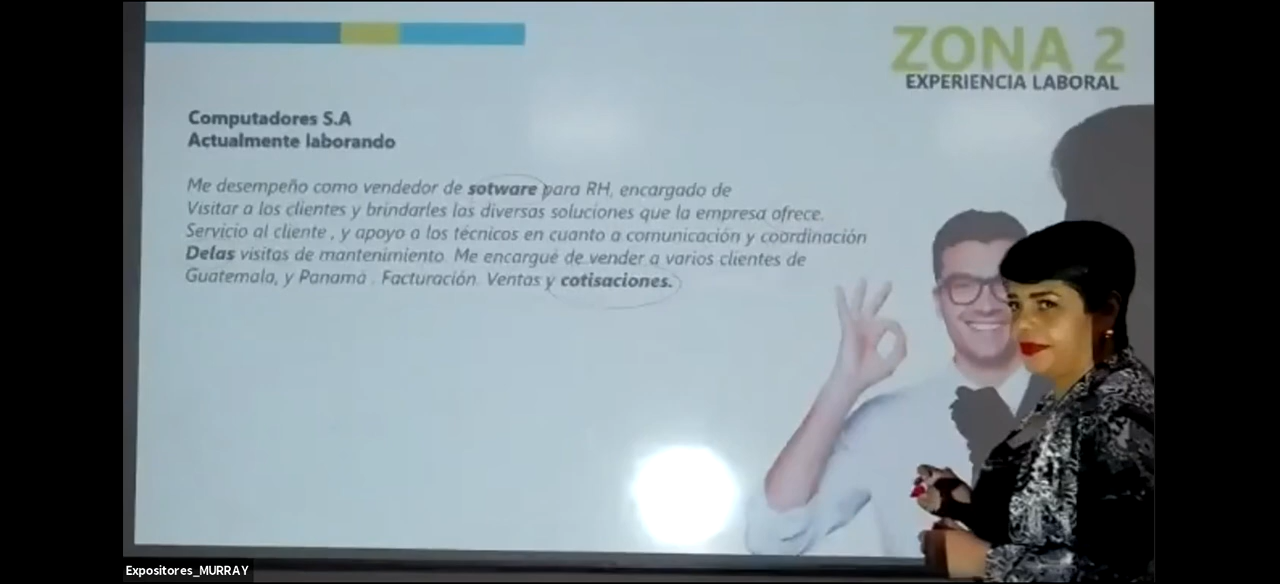 ZONA 2
EXPERIENCIA LABORAL
Computadores S.A
Actualmente laborando
Me desempeño como vendedor de sotware para RH, encargado de
Visitar a los clientes y brindarles las diversas soluciones que la empresa ofrece.
Servicio al cliente , y apoyo a los técnicos en cuanto a comunicación y coordinación
Delas visitas de mantenimiento. Me encargué de vender a varios clientes de
Guatemala, y Panamá . Facturación. Ventas y cotisaciones.
Expositores_MURRAY